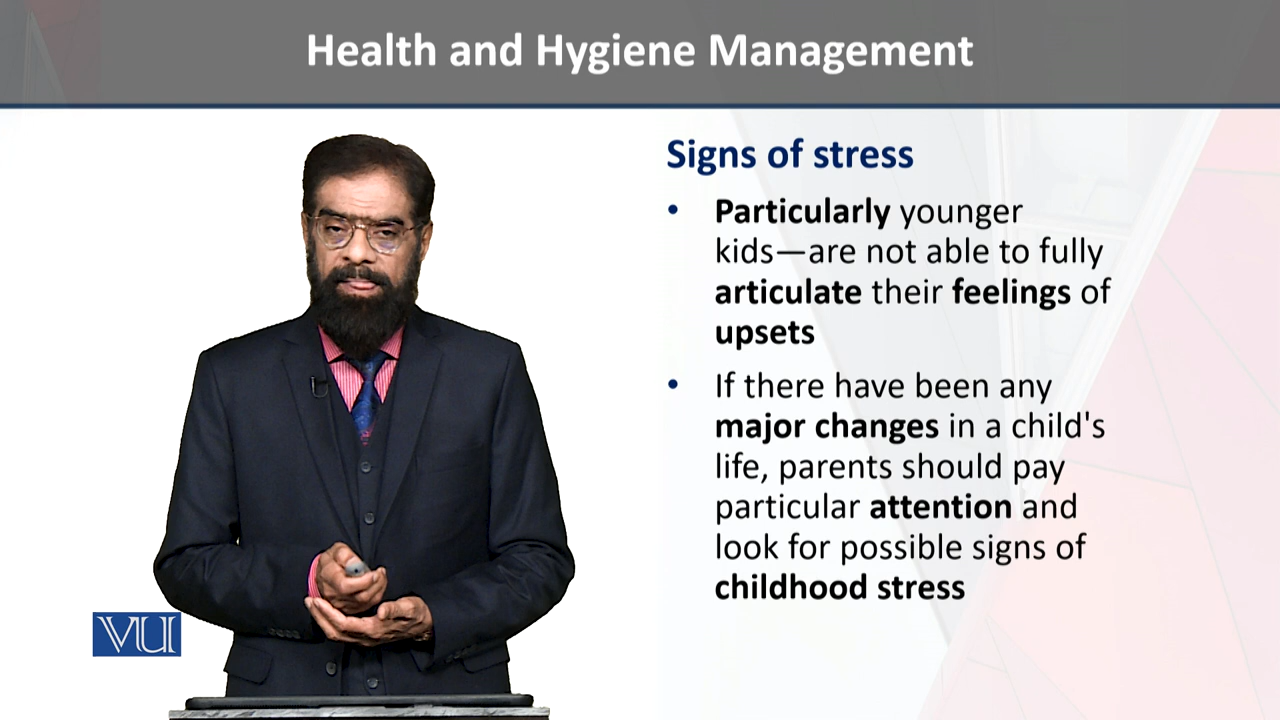 Health and Hygiene Management
Signs of stress
• Particularly younger
kids—are not able to fully
articulate their feelings of
upsets
• If there have been any
major changes in a child's
life, parents should pay
particular attention and
look for possible signs of
childhood stress
VU